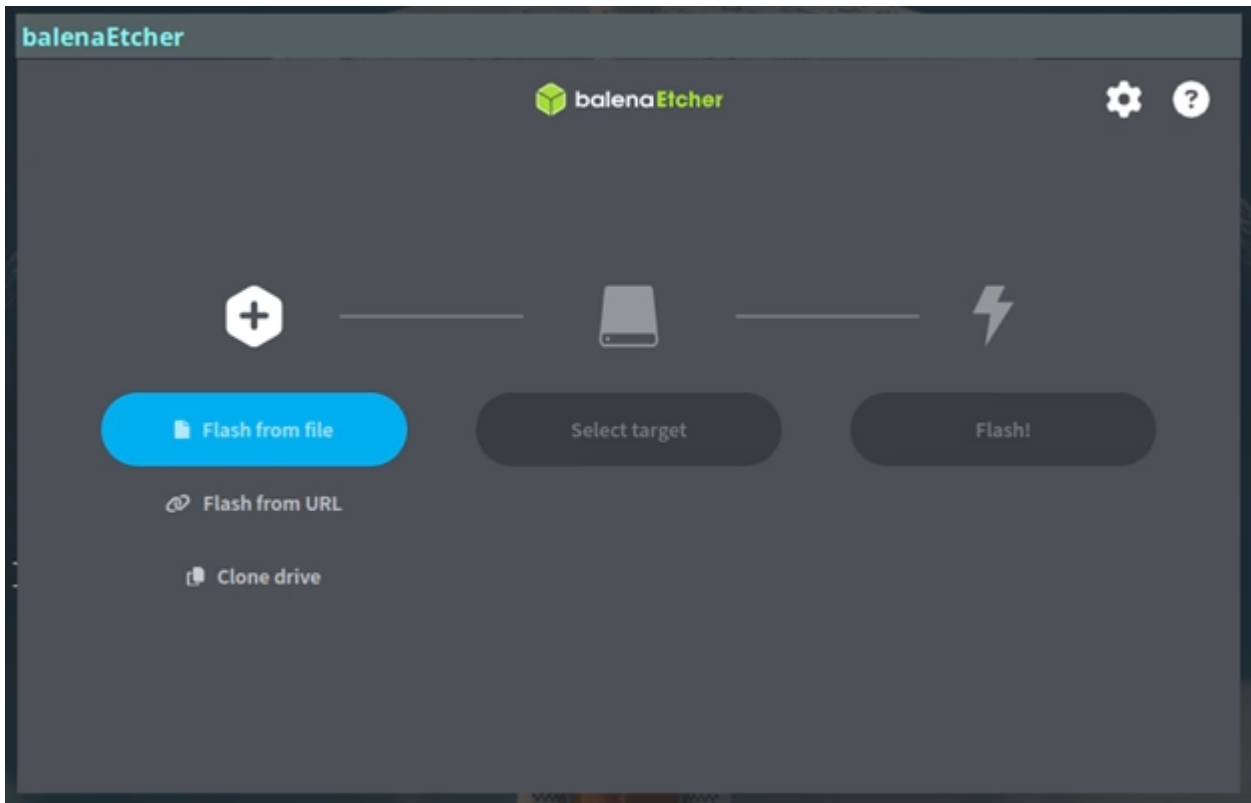 balenaEtcher
balenaEtcher
?
Flash from file
Select target
Flash!
Flash from URL
Clone drive